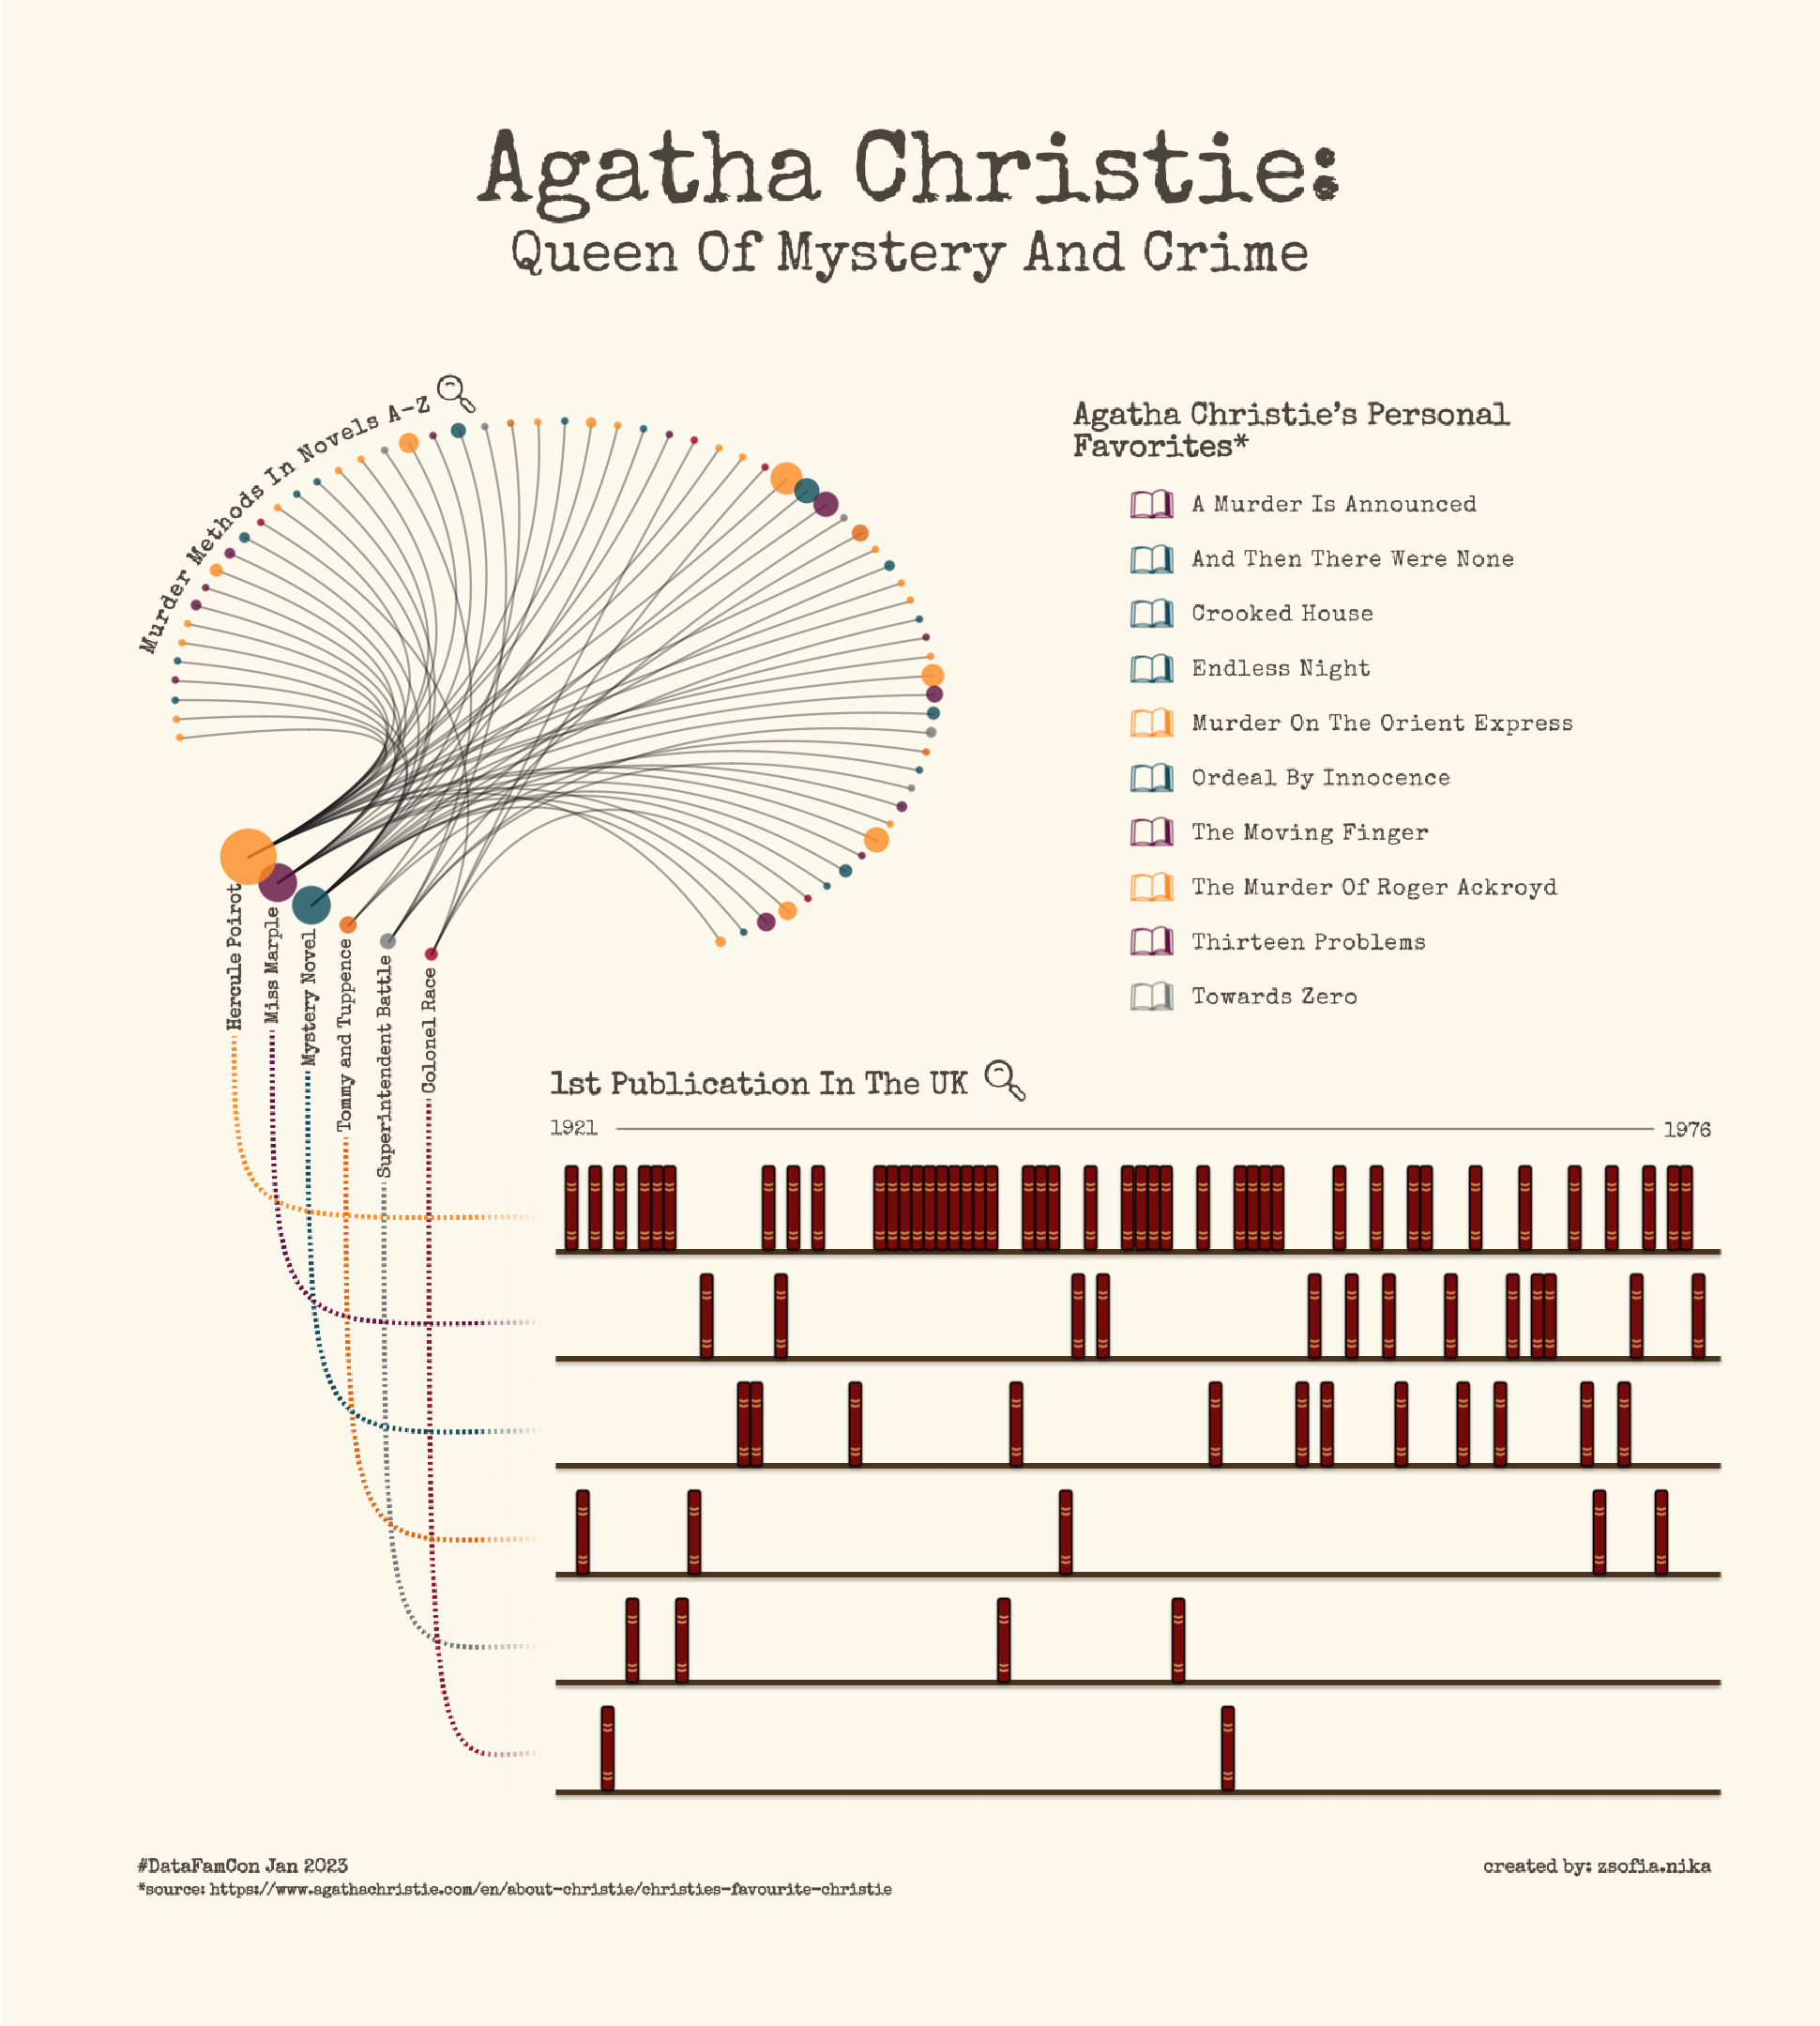 Agatha Christie:
Queen Of Mystery And Crime
Murder Methods In Novels A-Z
Agatha Christie's Personal
Favorites*
A Murder Is Announced
And Then There Were None
Crooked House
Endless Night
Murder On The Orient Express
Ordeal By Innocence
The Moving Finger
The Murder Of Roger Ackroyd
Thirteen Problems
Towards Zero
Hercule Poirot
Miss Marple
Mystery Novel
Tommy and Tuppence
Superintendent Battle
Colonel Race
1st Publication In The UK
1921
1976
#DataFamCon Jan 2023
*source: https://www.agathachristie.com/en/about-christie/christies-favourite-christie
created by: zsofia.nika